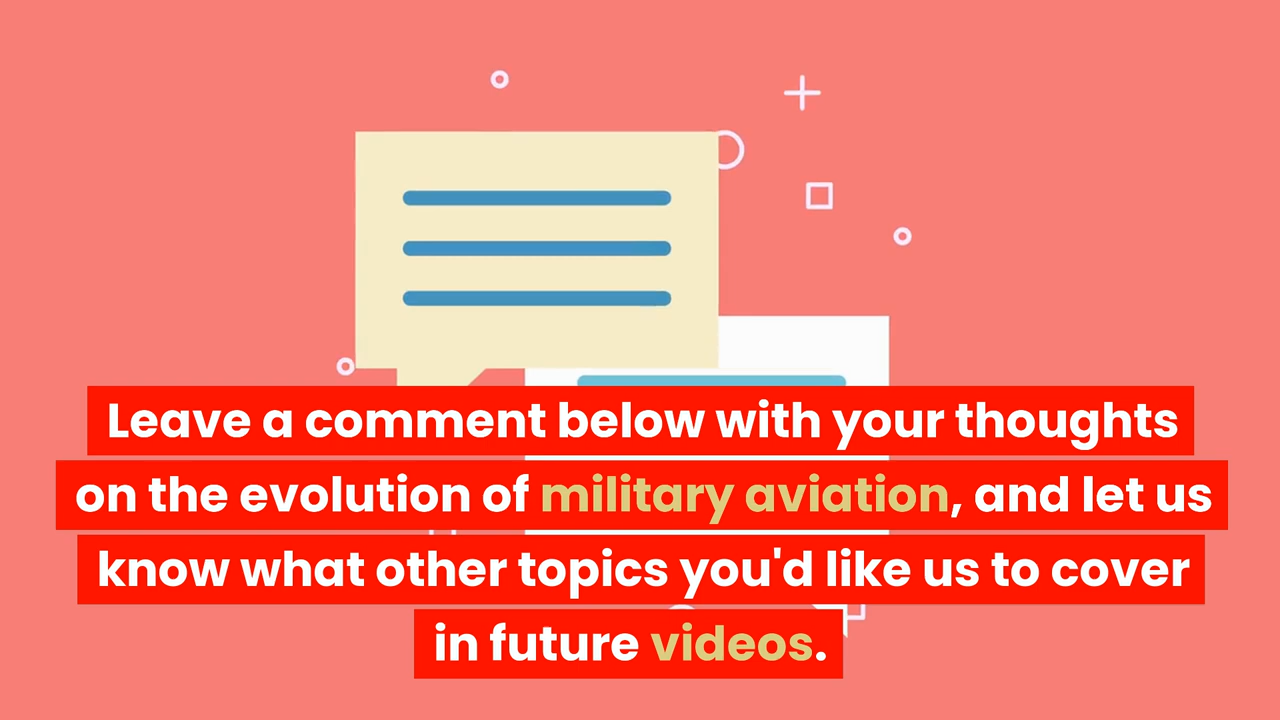 Leave a comment below with your thoughts
on the evolution of military aviation, and let us
know what other topics you'd like us to cover
in future videos.